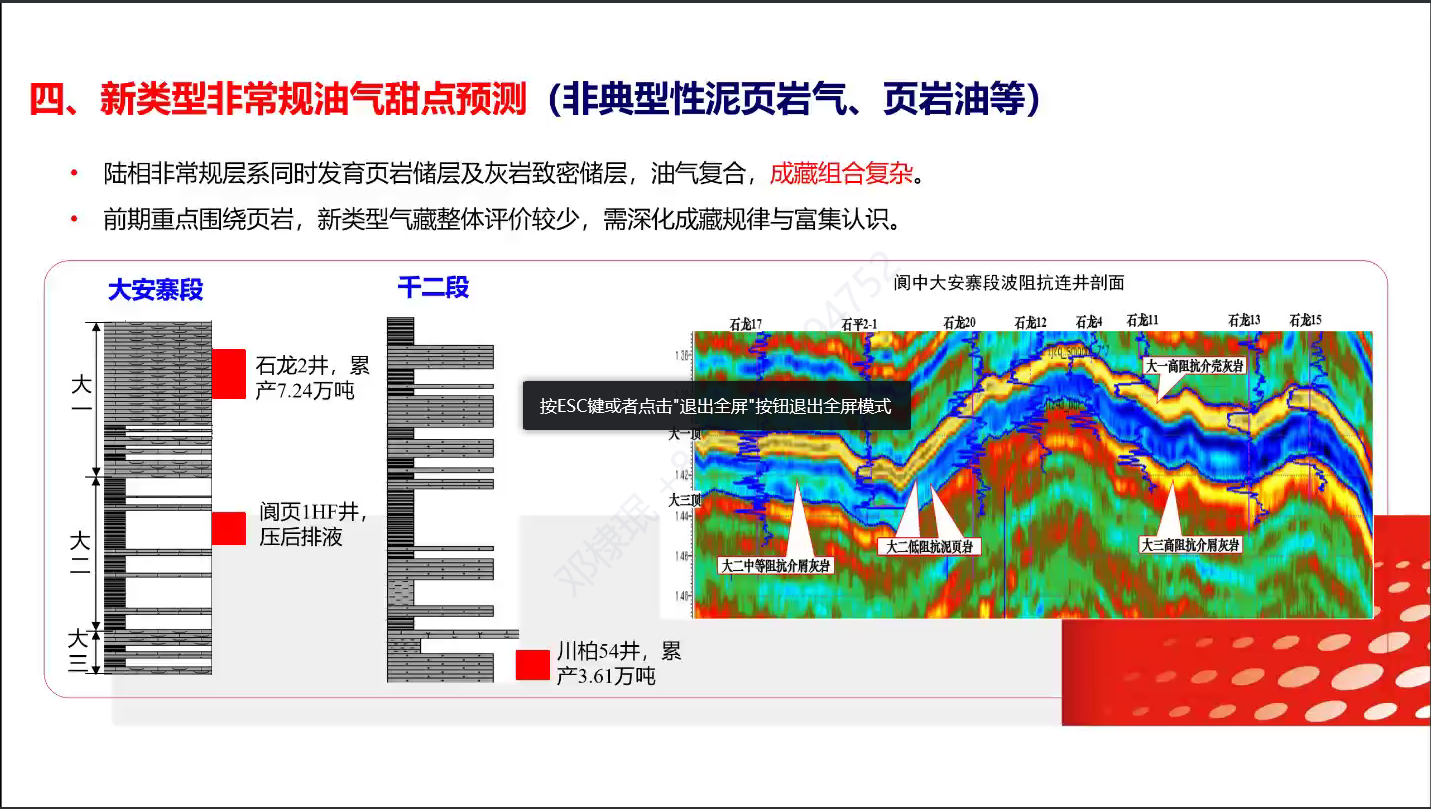 四、新类型非常规油气甜点预测（非典型性泥页岩气、页岩油等）
• 陆相非常规层系同时发育页岩储层及灰岩致密储层，油气复合，成藏组合复杂。
• 前期重点围绕页岩，新类型气藏整体评价较少，需深化成藏规律与富集认识。
大安寨段
千二段
阆中大安寨段波阻抗连井剖面
大一
大二
大三
石龙2井，累
产7.24万吨
阆页1HF井，
压后排液
川柏54井，累
产3.61万吨
石龙17 石平2-1 石龙20 石龙12 石龙4 石龙11 石龙13 石龙15
按ESC键或者点击"退出全屏"按钮退出全屏模式
大一顶
大三顶
1.42
1.44
1.46
1.48
大一高阻抗介壳灰岩
大二中等阻抗介屑灰岩
大二低阻抗泥页岩
大三高阻抗介屑灰岩